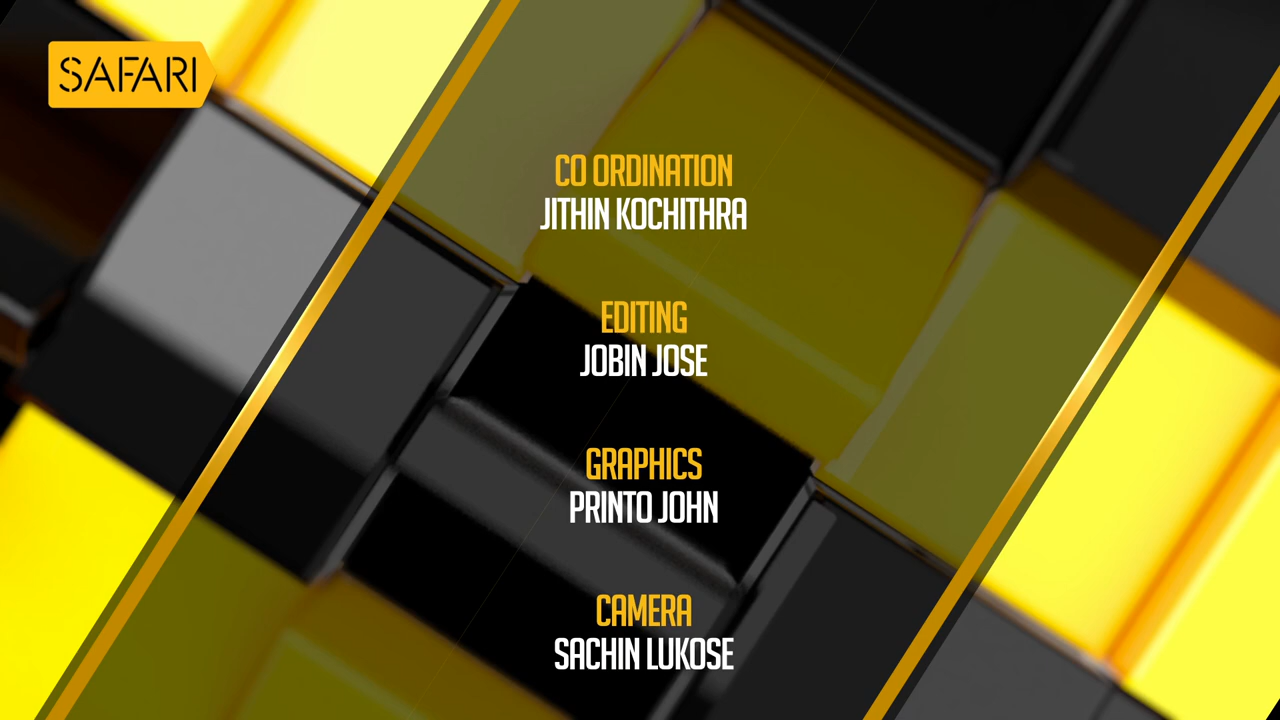 SAFARI
CO ORDINATION
JITHIN KOCHITHRA
EDITING
JOBIN JOSE
GRAPHICS
PRINTO JOHN
CAMERA
SACHIN LUKOSE